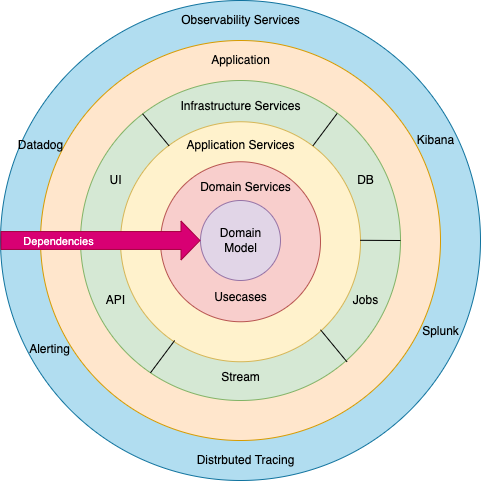 Observability Services
Application
Infrastructure Services
Datadog
Kibana
Application Services
UI
DB
Domain Services
Dependencies
Domain
Model
API
Usecases
Jobs
Alerting
Splunk
Stream
Distrbuted Tracing